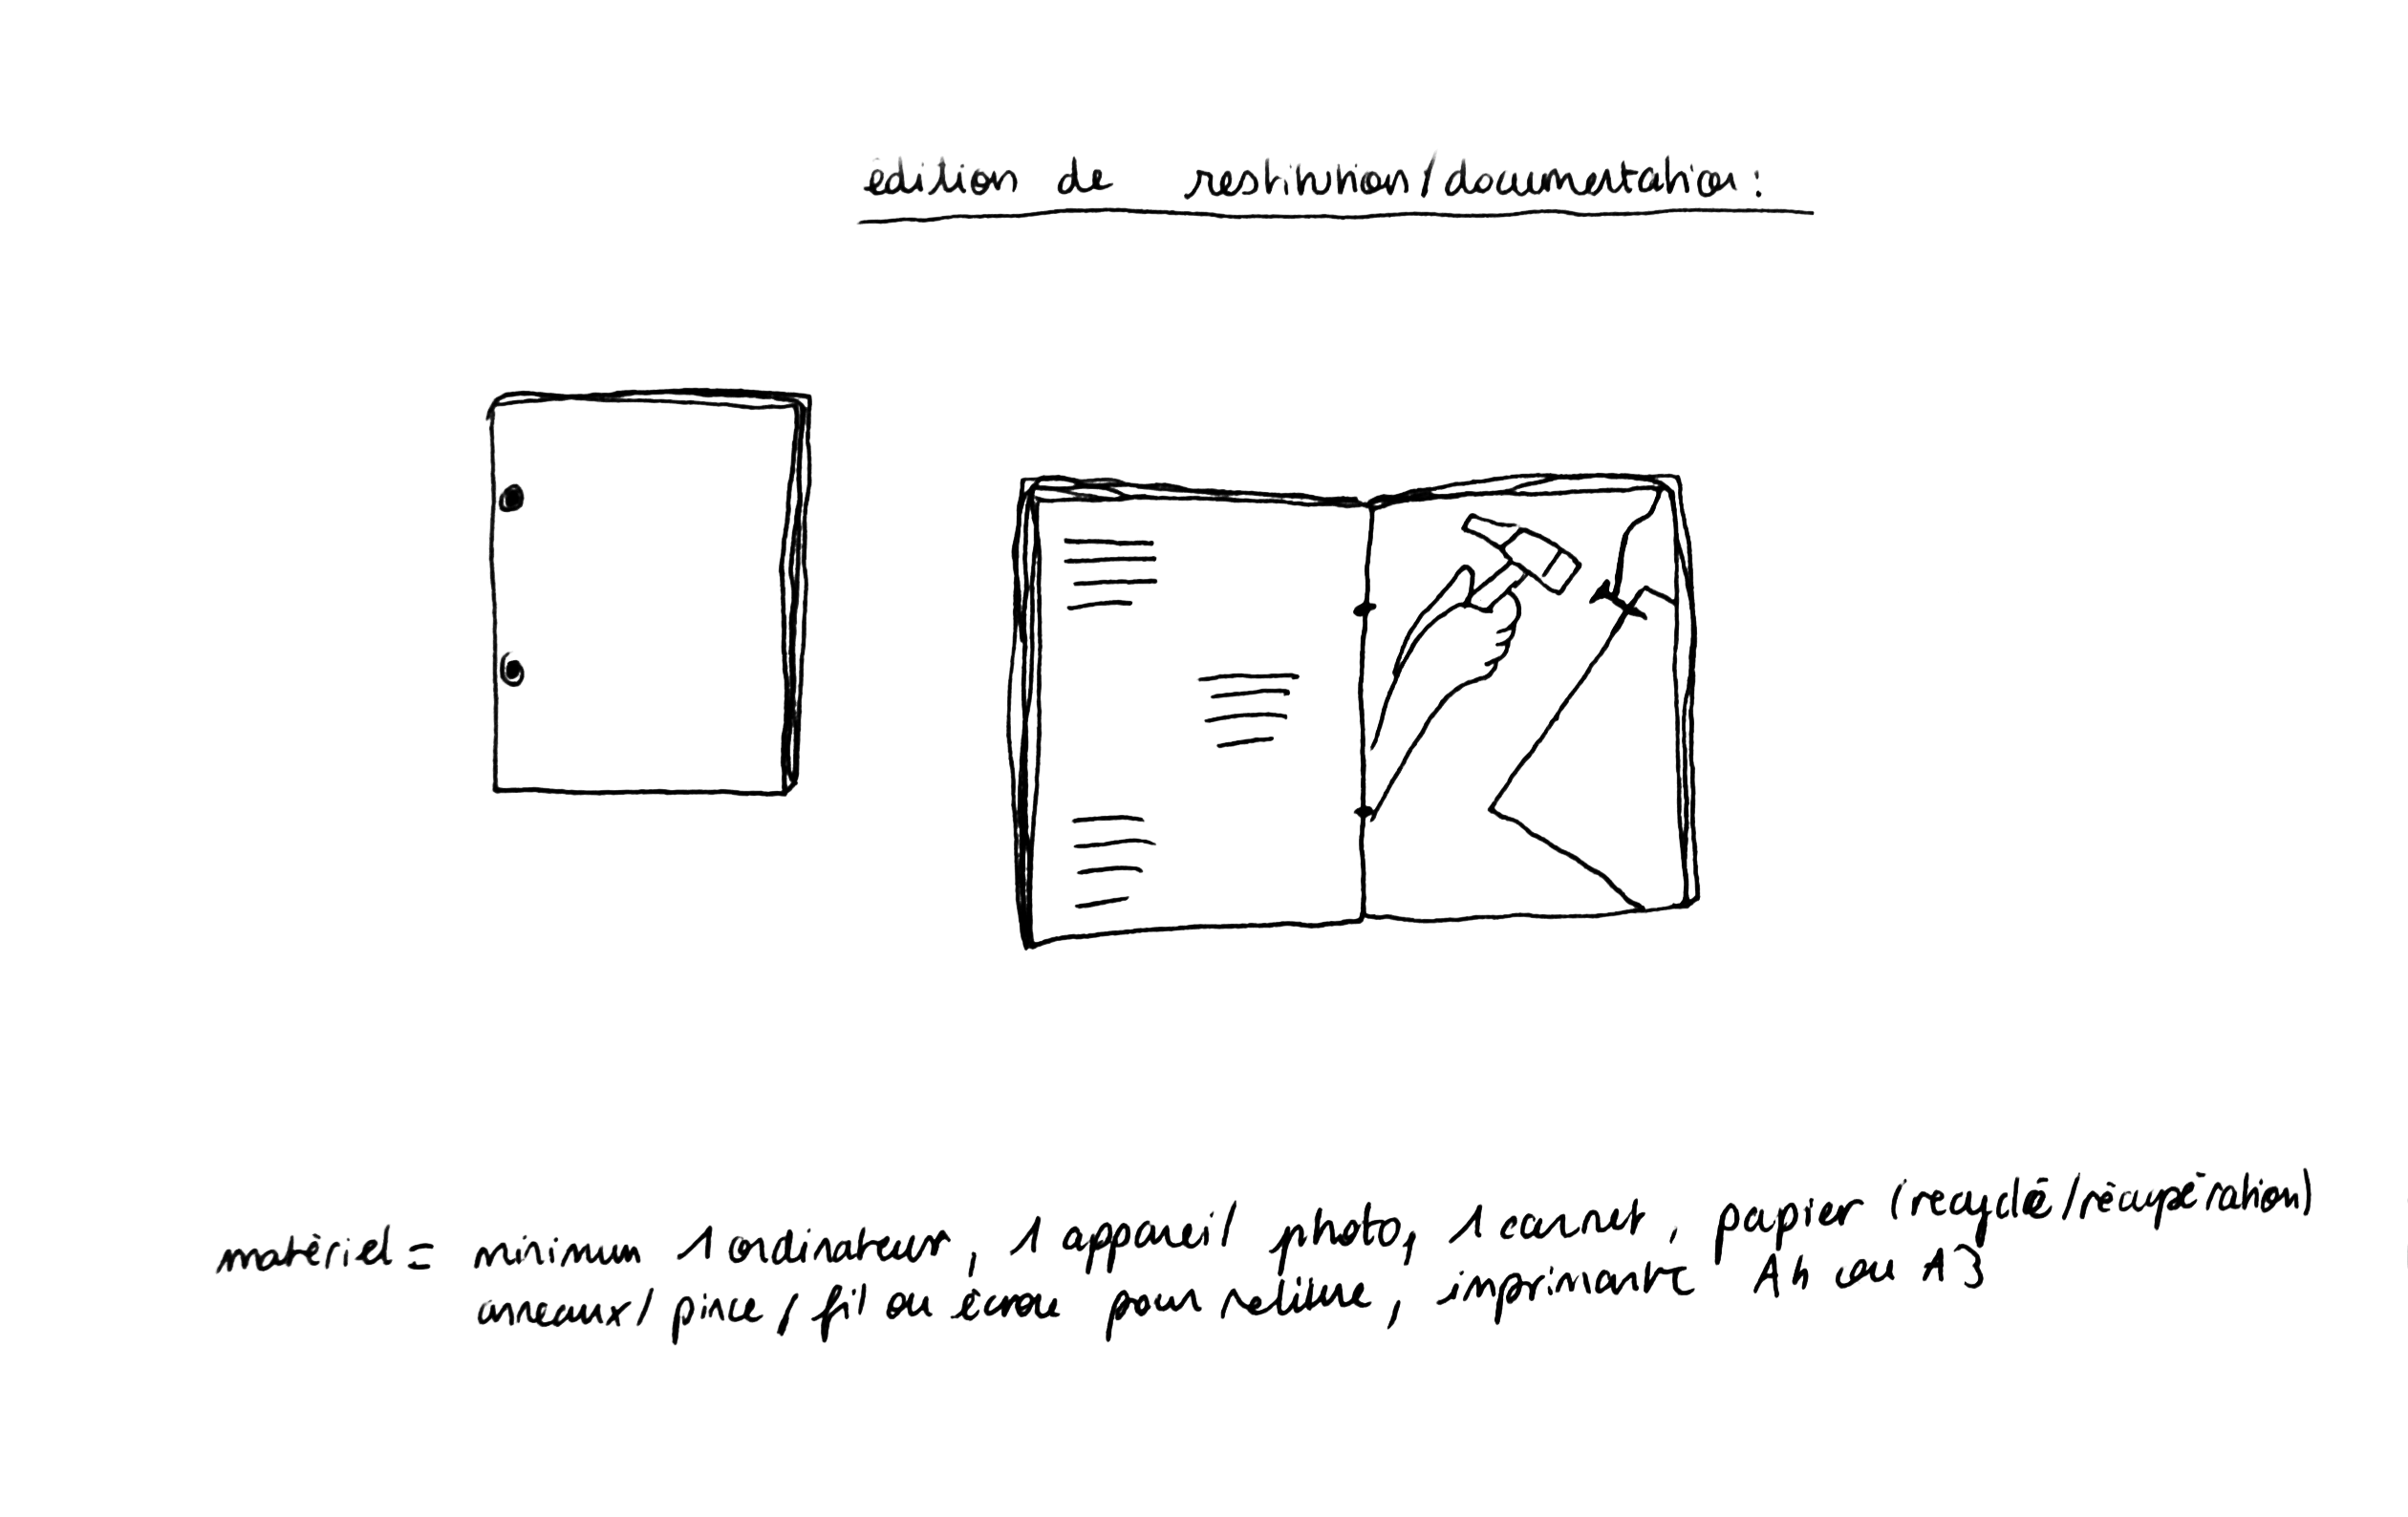 édition de restitution/documentation:
matériel = minimum 1 ordinateur, 1 appareil photo, 1 carnet, papier (recyclé/récupération)
anneaux/pince/fil ou écrou pour reliure, imprimante A4 ou A3